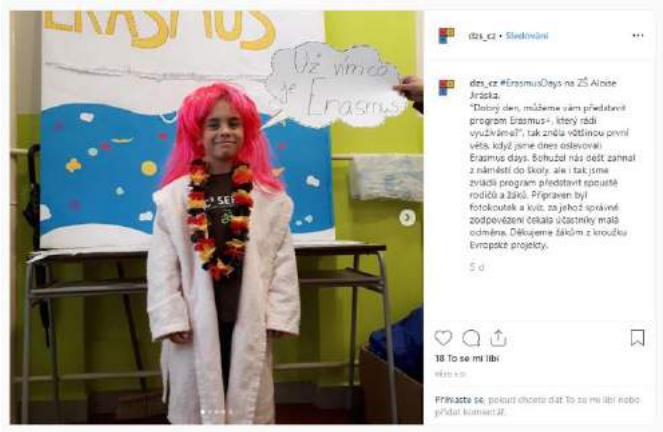 ERASMUS
Už vím co
je Erasmus
dzs_cz • Sledování
dzs_cz #ErasmusDays na ZŠ Aloise
Jiráska.
"Dobrý den, můžeme vám představit
program Erasmus+, který rádi
využíváme?", tak zněla většinou první
věta, když jsme dnes oslavovali
Erasmus days. Bohužel nás déšť zahnal
z náměstí do školy, ale i tak jsme
zvládli program představit spoustě
rodičů a žáků. Připraven byl
fotokoutek a kvíz, za jehož správné
zodpovězení čekala účastníky malá
odměna. Děkujeme žákům z kroužku
Evropské projekty.
5 d
18 To se mi líbí
Přihlaste se, pokud chcete dát To se mi líbí nebo
přidat komentář.